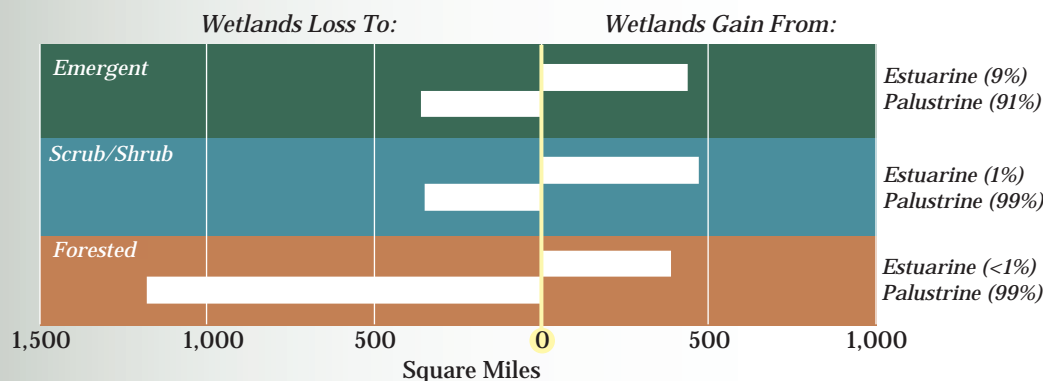 Wetlands Loss To:
Wetlands Gain From:
Emergent
Estuarine (9%)
Palustrine (91%)
Scrub/Shrub
Estuarine (1%)
Palustrine (99%)
Forested
Estuarine (<1%)
Palustrine (99%)
1,500 1,000 500 0 500 1,000
Square Miles